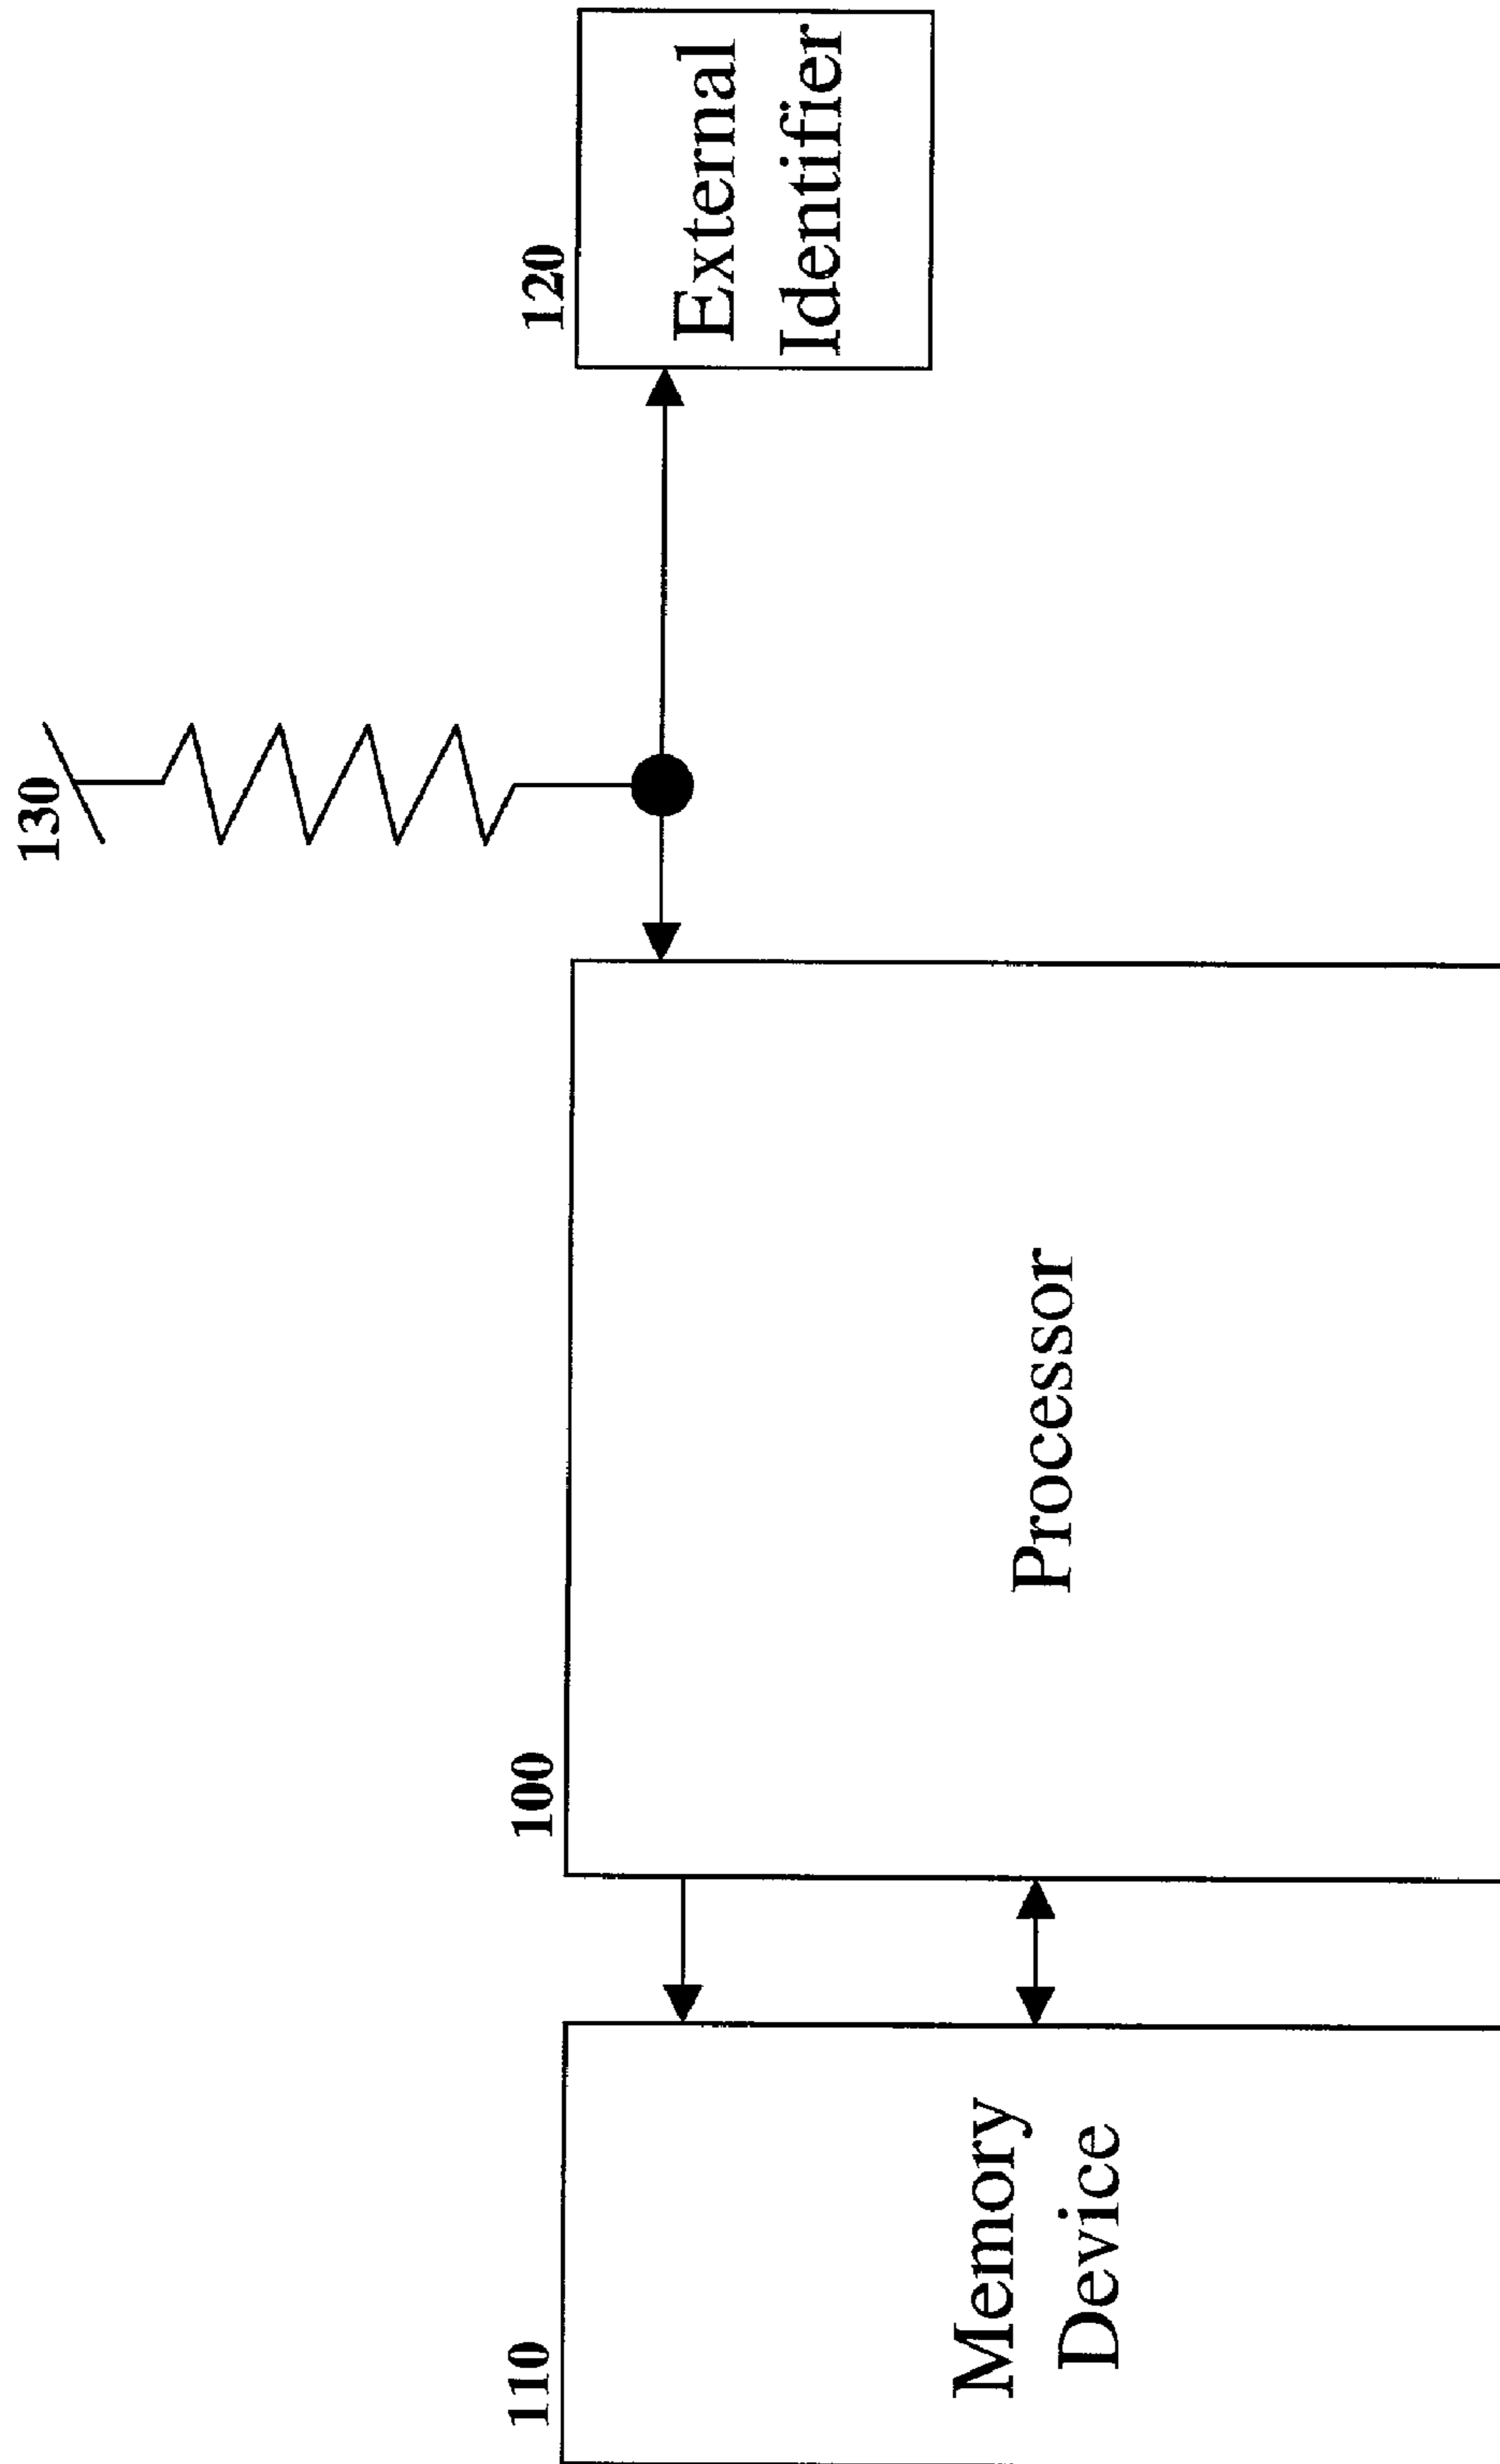 130
110
100
120
Memory
Device
Processor
External
Identifier